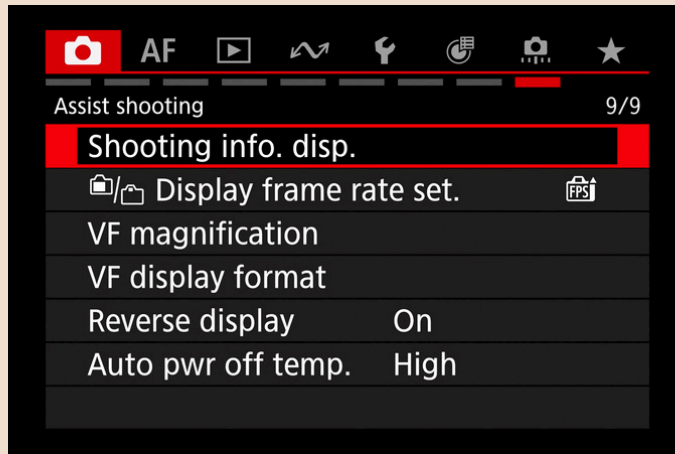 AF
Assist shooting 9/9
Shooting info. disp.
/ Display frame rate set. FPS
VF magnification
VF display format
Reverse display On
Auto pwr off temp. High